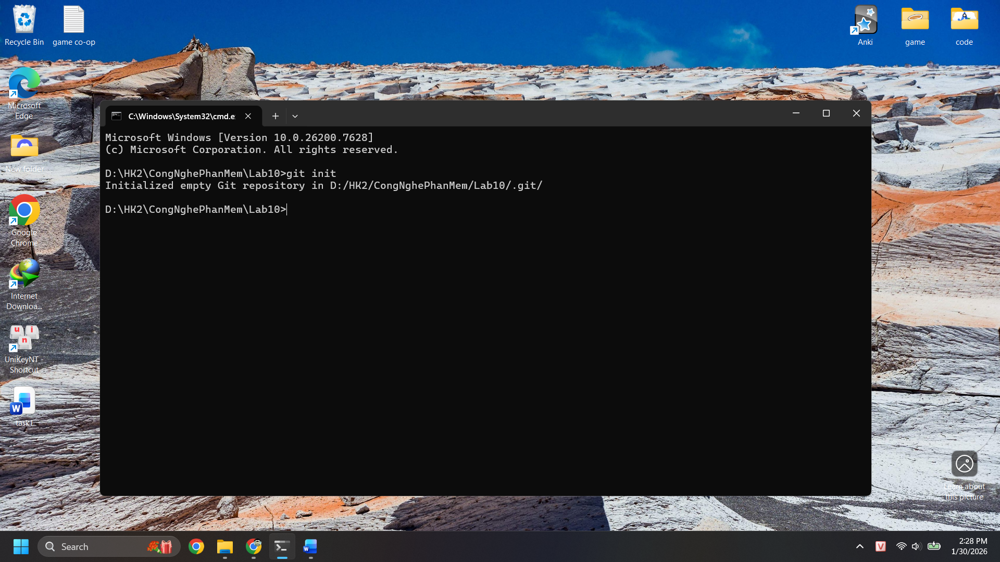 Recycle Bin
game co-op
Anki
game
code
Microsoft
Edge
New folder
Google
Chrome
Internet
Downloa...
u i n
UniKeyNT -
Shortcut
W
task1
C:\Windows\System32\cmd.e
Microsoft Windows [Version 10.0.26200.7628]
(c) Microsoft Corporation. All rights reserved.
D:\HK2\CongNghePhanMem\Lab10>git init
Initialized empty Git repository in D:/HK2/CongNghePhanMem/Lab10/.git/
D:\HK2\CongNghePhanMem\Lab10>
Learn about
this picture
Search
W
V
2:28 PM
1/30/2026